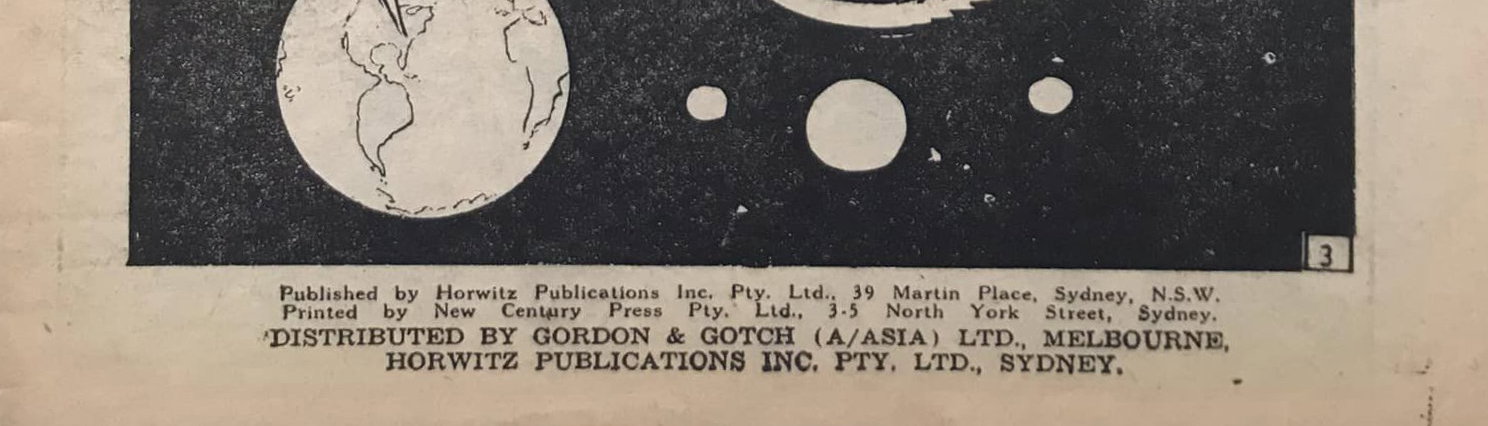 3
Published by Horwitz Publications Inc. Pty. Ltd., 39 Martin Place, Sydney, N.S.W.
Printed by New Century Press Pty. Ltd., 3-5 North York Street, Sydney.
DISTRIBUTED BY GORDON & GOTCH (A/ASIA) LTD., MELBOURNE,
HORWITZ PUBLICATIONS INC. PTY. LTD., SYDNEY.